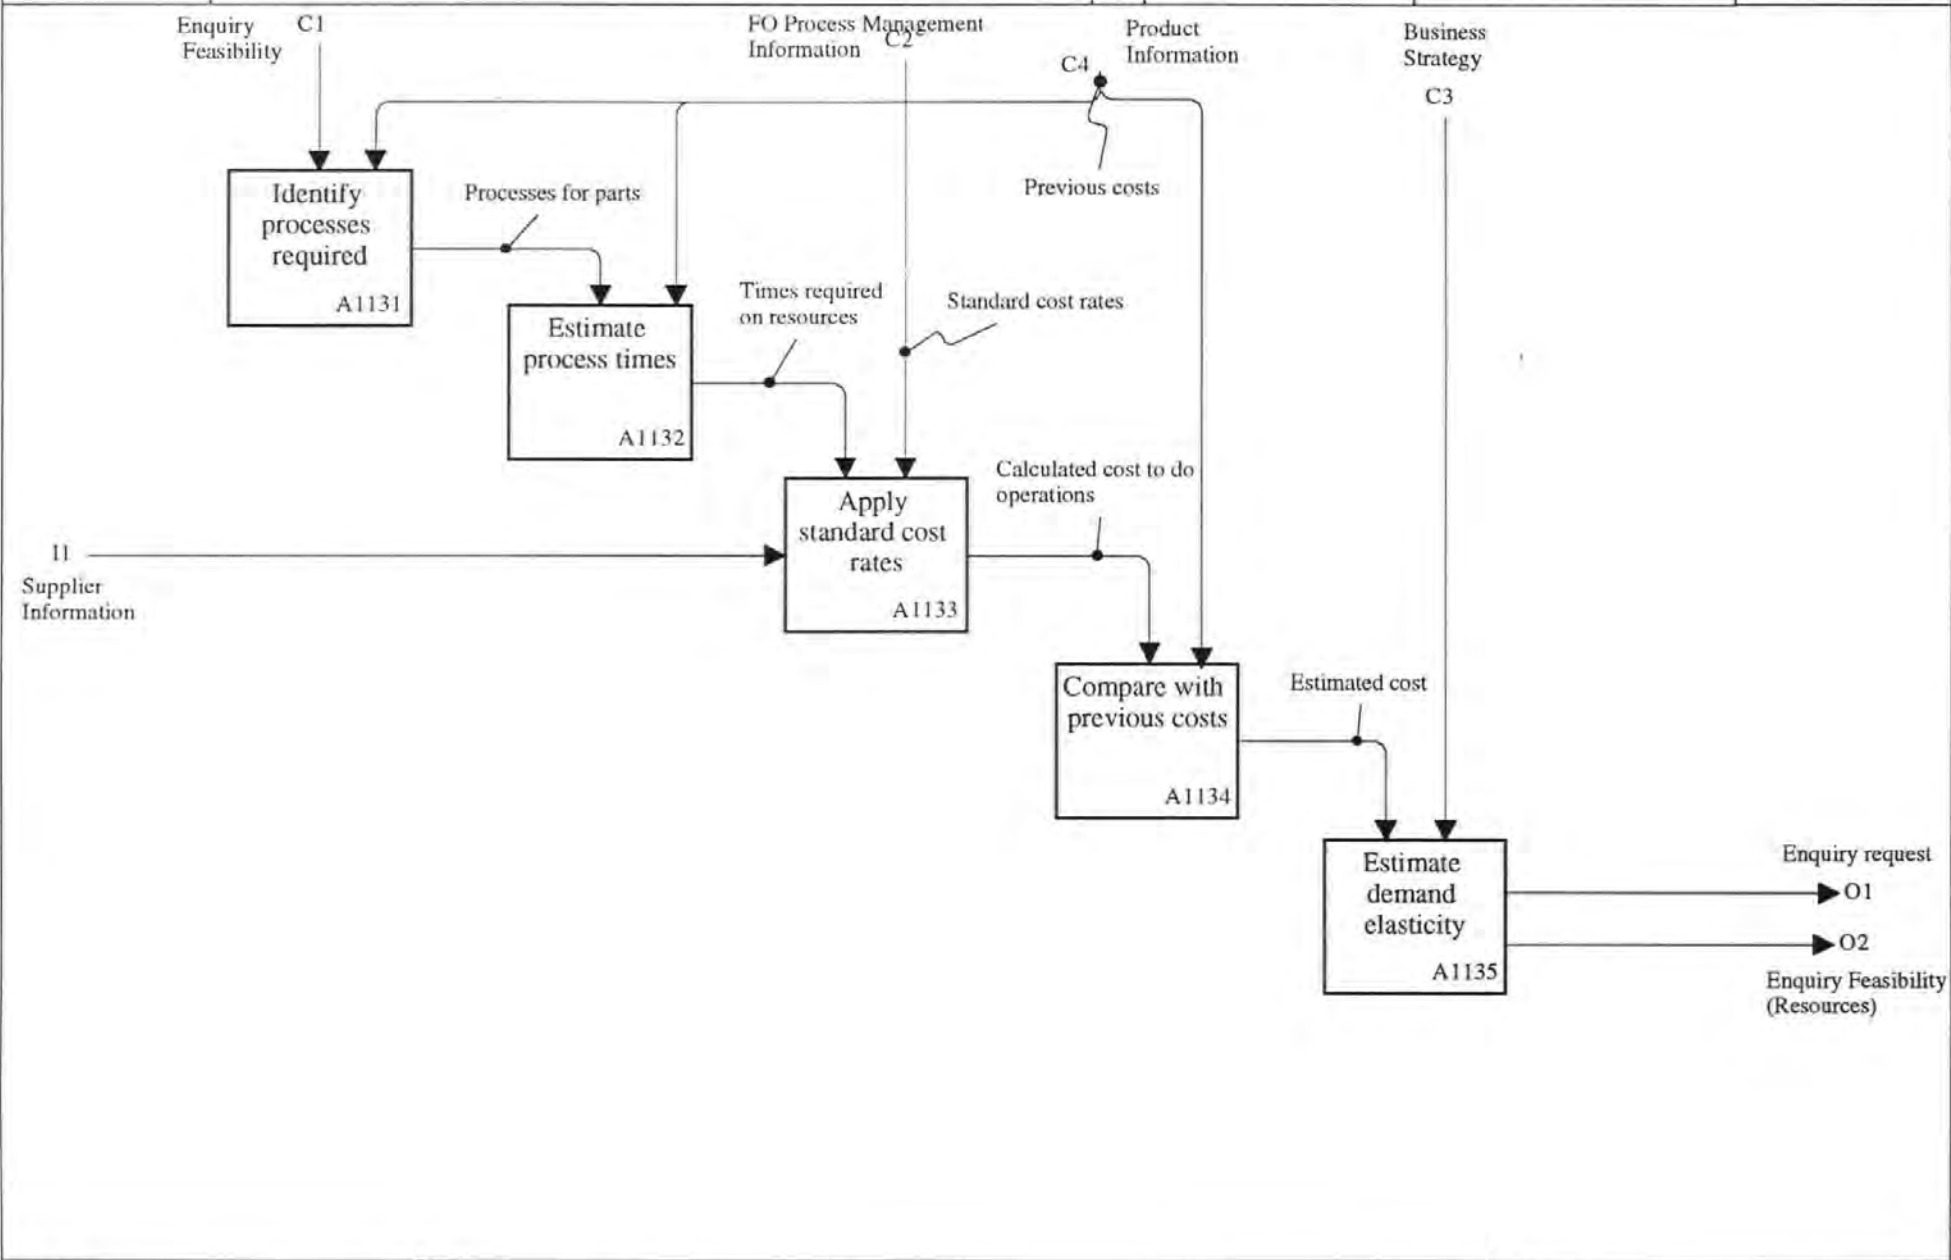 Enquiry
Feasibility
C1
FO Process Management
Information
C2
Product
Information
C4
Business
Strategy
C3
Previous costs
Identify
processes
required
A1131
Processes for parts
Estimate
process times
A1132
Times required
on resources
Standard cost rates
Apply
standard cost
rates
A1133
Calculated cost to do
operations
I1
Supplier
Information
Compare with
previous costs
A1134
Estimated cost
Estimate
demand
elasticity
A1135
Enquiry request
O1
O2
Enquiry Feasibility
(Resources)